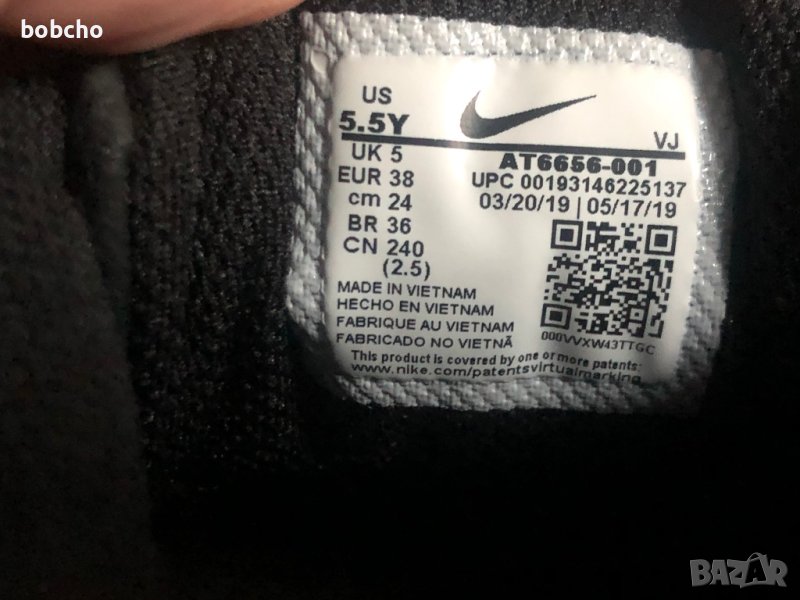 bobcho
US
5.5Y
VJ
UK 5
AT6656-001
EUR 38
UPC 00193146225137
cm 24
03/20/19 | 05/17/19
BR 36
CN 240
(2.5)
MADE IN VIETNAM
HECHO EN VIETNAM
FABRIQUE AU VIETNAM
FABRICADO NO VIETNÃ
000VVXW43TTGC
This product is covered by one or more patents:
www.nike.com/patentsvirtualmarking
BAZAR